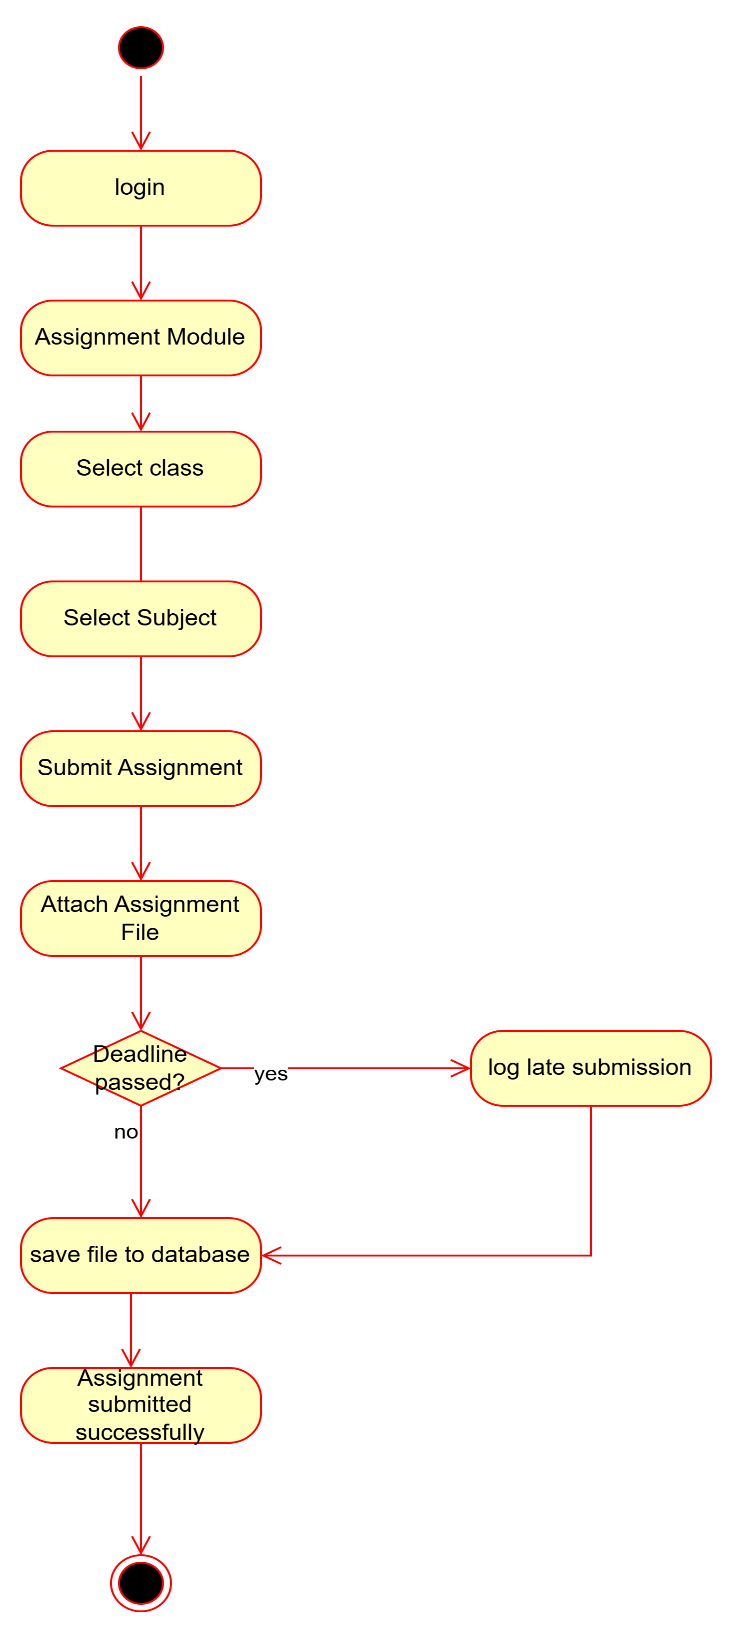 login
Assignment Module
Select class
Select Subject
Submit Assignment
Attach Assignment
File
Deadline
passed?
yes
log late submission
no
save file to database
Assignment
submitted
successfully